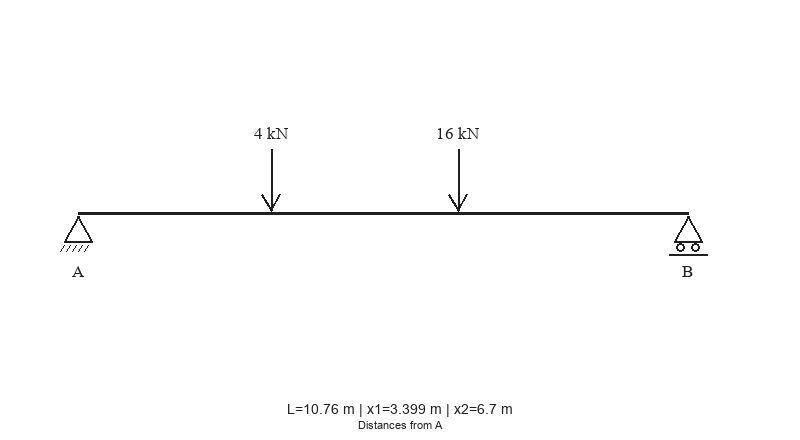 4 kN
16 kN
A
B
L=10.76 m | x1=3.399 m | x2=6.7 m
Distances from A